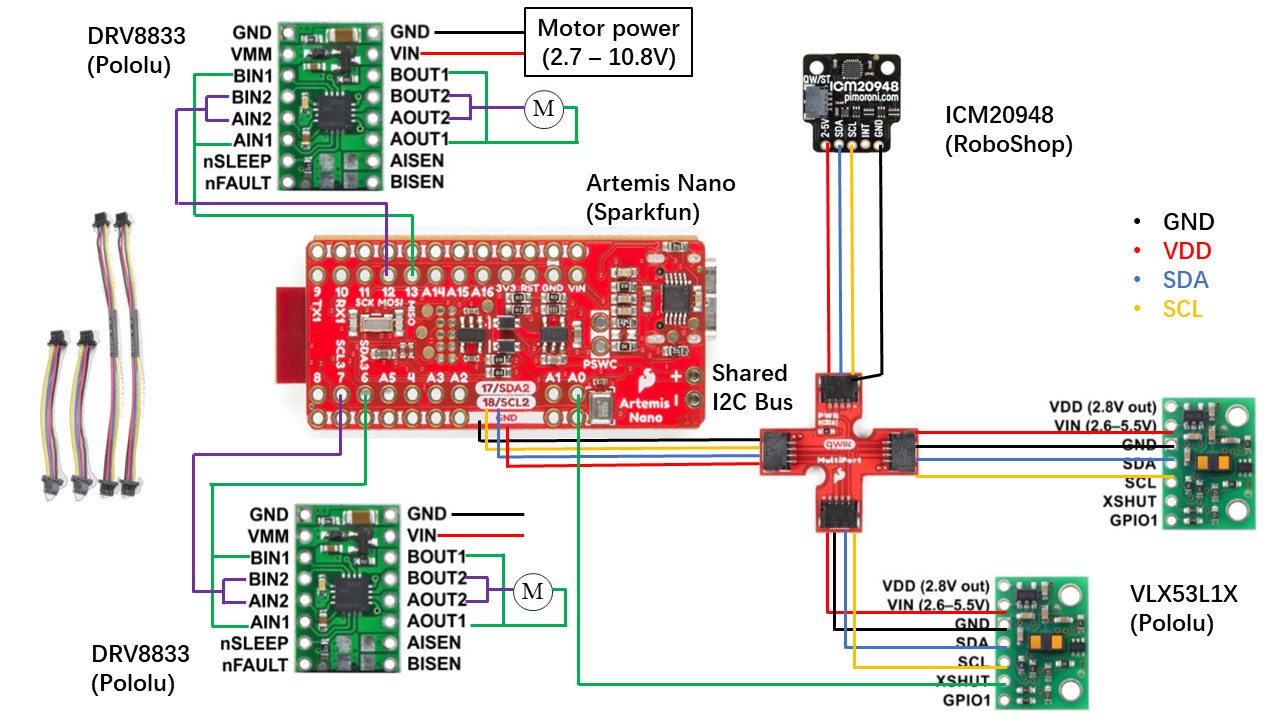 DRV8833
(Pololu)
GND
VMM
BIN1
BIN2
AIN2
AIN1
nSLEEP
nFAULT
GND
VIN
BOUT1
BOUT2
AOUT2
AOUT1
AISEN
BISEN
Motor power
(2.7 – 10.8V)
M
QW/ST
ICM20948
pimoroni.com
2-5V
SDA
SCL
INT
GND
ICM20948
(RoboShop)
Artemis Nano
(Sparkfun)
GND
VDD
SDA
SCL
9 10 11 12 13 A14 A15 A16 3V3 RST GND VIN
TX1 RX1 SCK MOSI MISO
SCL3 SDA3
PSWC
8 7 6 A5 4 A3 A2 17/SDA2 A1 A0
18/SCL2
GND
Artemis
Nano
+
-
Shared
I2C Bus
PWR
qwiic
MultiPort
VDD (2.8V out)
VIN (2.6–5.5V)
GND
SDA
SCL
XSHUT
GPIO1
GND
VMM
BIN1
BIN2
AIN2
AIN1
nSLEEP
nFAULT
GND
VIN
BOUT1
BOUT2
AOUT2
AOUT1
AISEN
BISEN
M
DRV8833
(Pololu)
VDD (2.8V out)
VIN (2.6–5.5V)
GND
SDA
SCL
XSHUT
GPIO1
VLX53L1X
(Pololu)